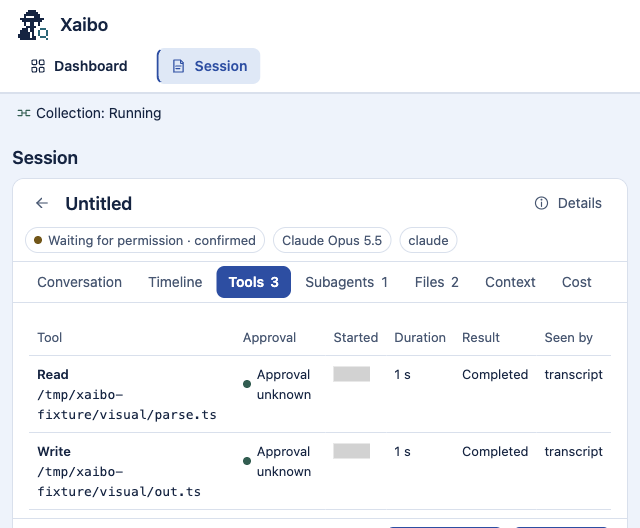 Xaibo
Dashboard
Session
Collection: Running
Session
Untitled
Details
Waiting for permission · confirmed
Claude Opus 5.5
claude
Conversation
Timeline
Tools 3
Subagents 1
Files 2
Context
Cost
Tool Approval Started Duration Result Seen by
Read
/tmp/xaibo-
fixture/visual/parse.ts
Approval
unknown
1 s
Completed
transcript
Write
/tmp/xaibo-
fixture/visual/out.ts
Approval
unknown
1 s
Completed
transcript